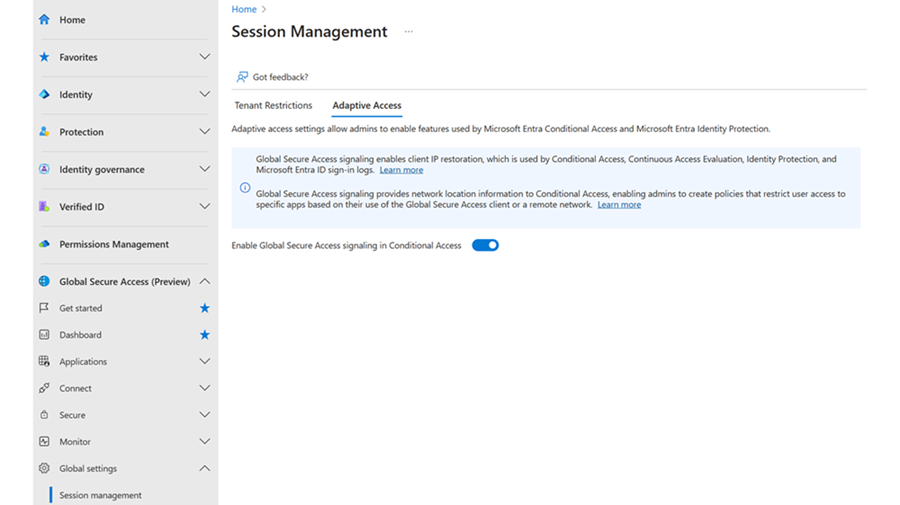 Home
Favorites
Identity
Protection
Identity governance
Verified ID
Permissions Management
Global Secure Access (Preview)
Get started
Dashboard
Applications
Connect
Secure
Monitor
Global settings
Session management
Home
Session Management
Got feedback?
Tenant Restrictions
Adaptive Access
Adaptive access settings allow admins to enable features used by Microsoft Entra Conditional Access and Microsoft Entra Identity Protection.
Global Secure Access signaling enables client IP restoration, which is used by Conditional Access, Continuous Access Evaluation, Identity Protection, and
Microsoft Entra ID sign-in logs. Learn more
Global Secure Access signaling provides network location information to Conditional Access, enabling admins to create policies that restrict user access to
specific apps based on their use of the Global Secure Access client or a remote network. Learn more
Enable Global Secure Access signaling in Conditional Access